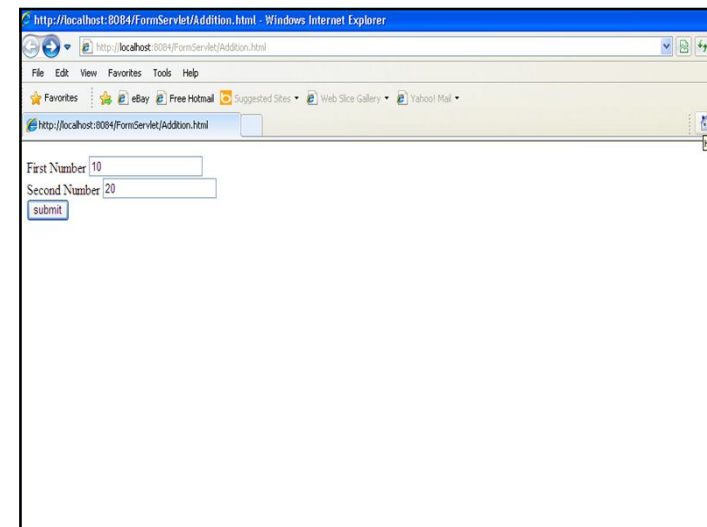 http://localhost:8084/FormServlet/Addition.html - Windows Internet Explorer
http://localhost:8084/FormServlet/Addition.html
File Edit View Favorites Tools Help
Favorites eBay Free Hotmail Suggested Sites Web Slice Gallery Yahoo! Mail
http://localhost:8084/FormServlet/Addition.html
First Number 10
Second Number 20
submit